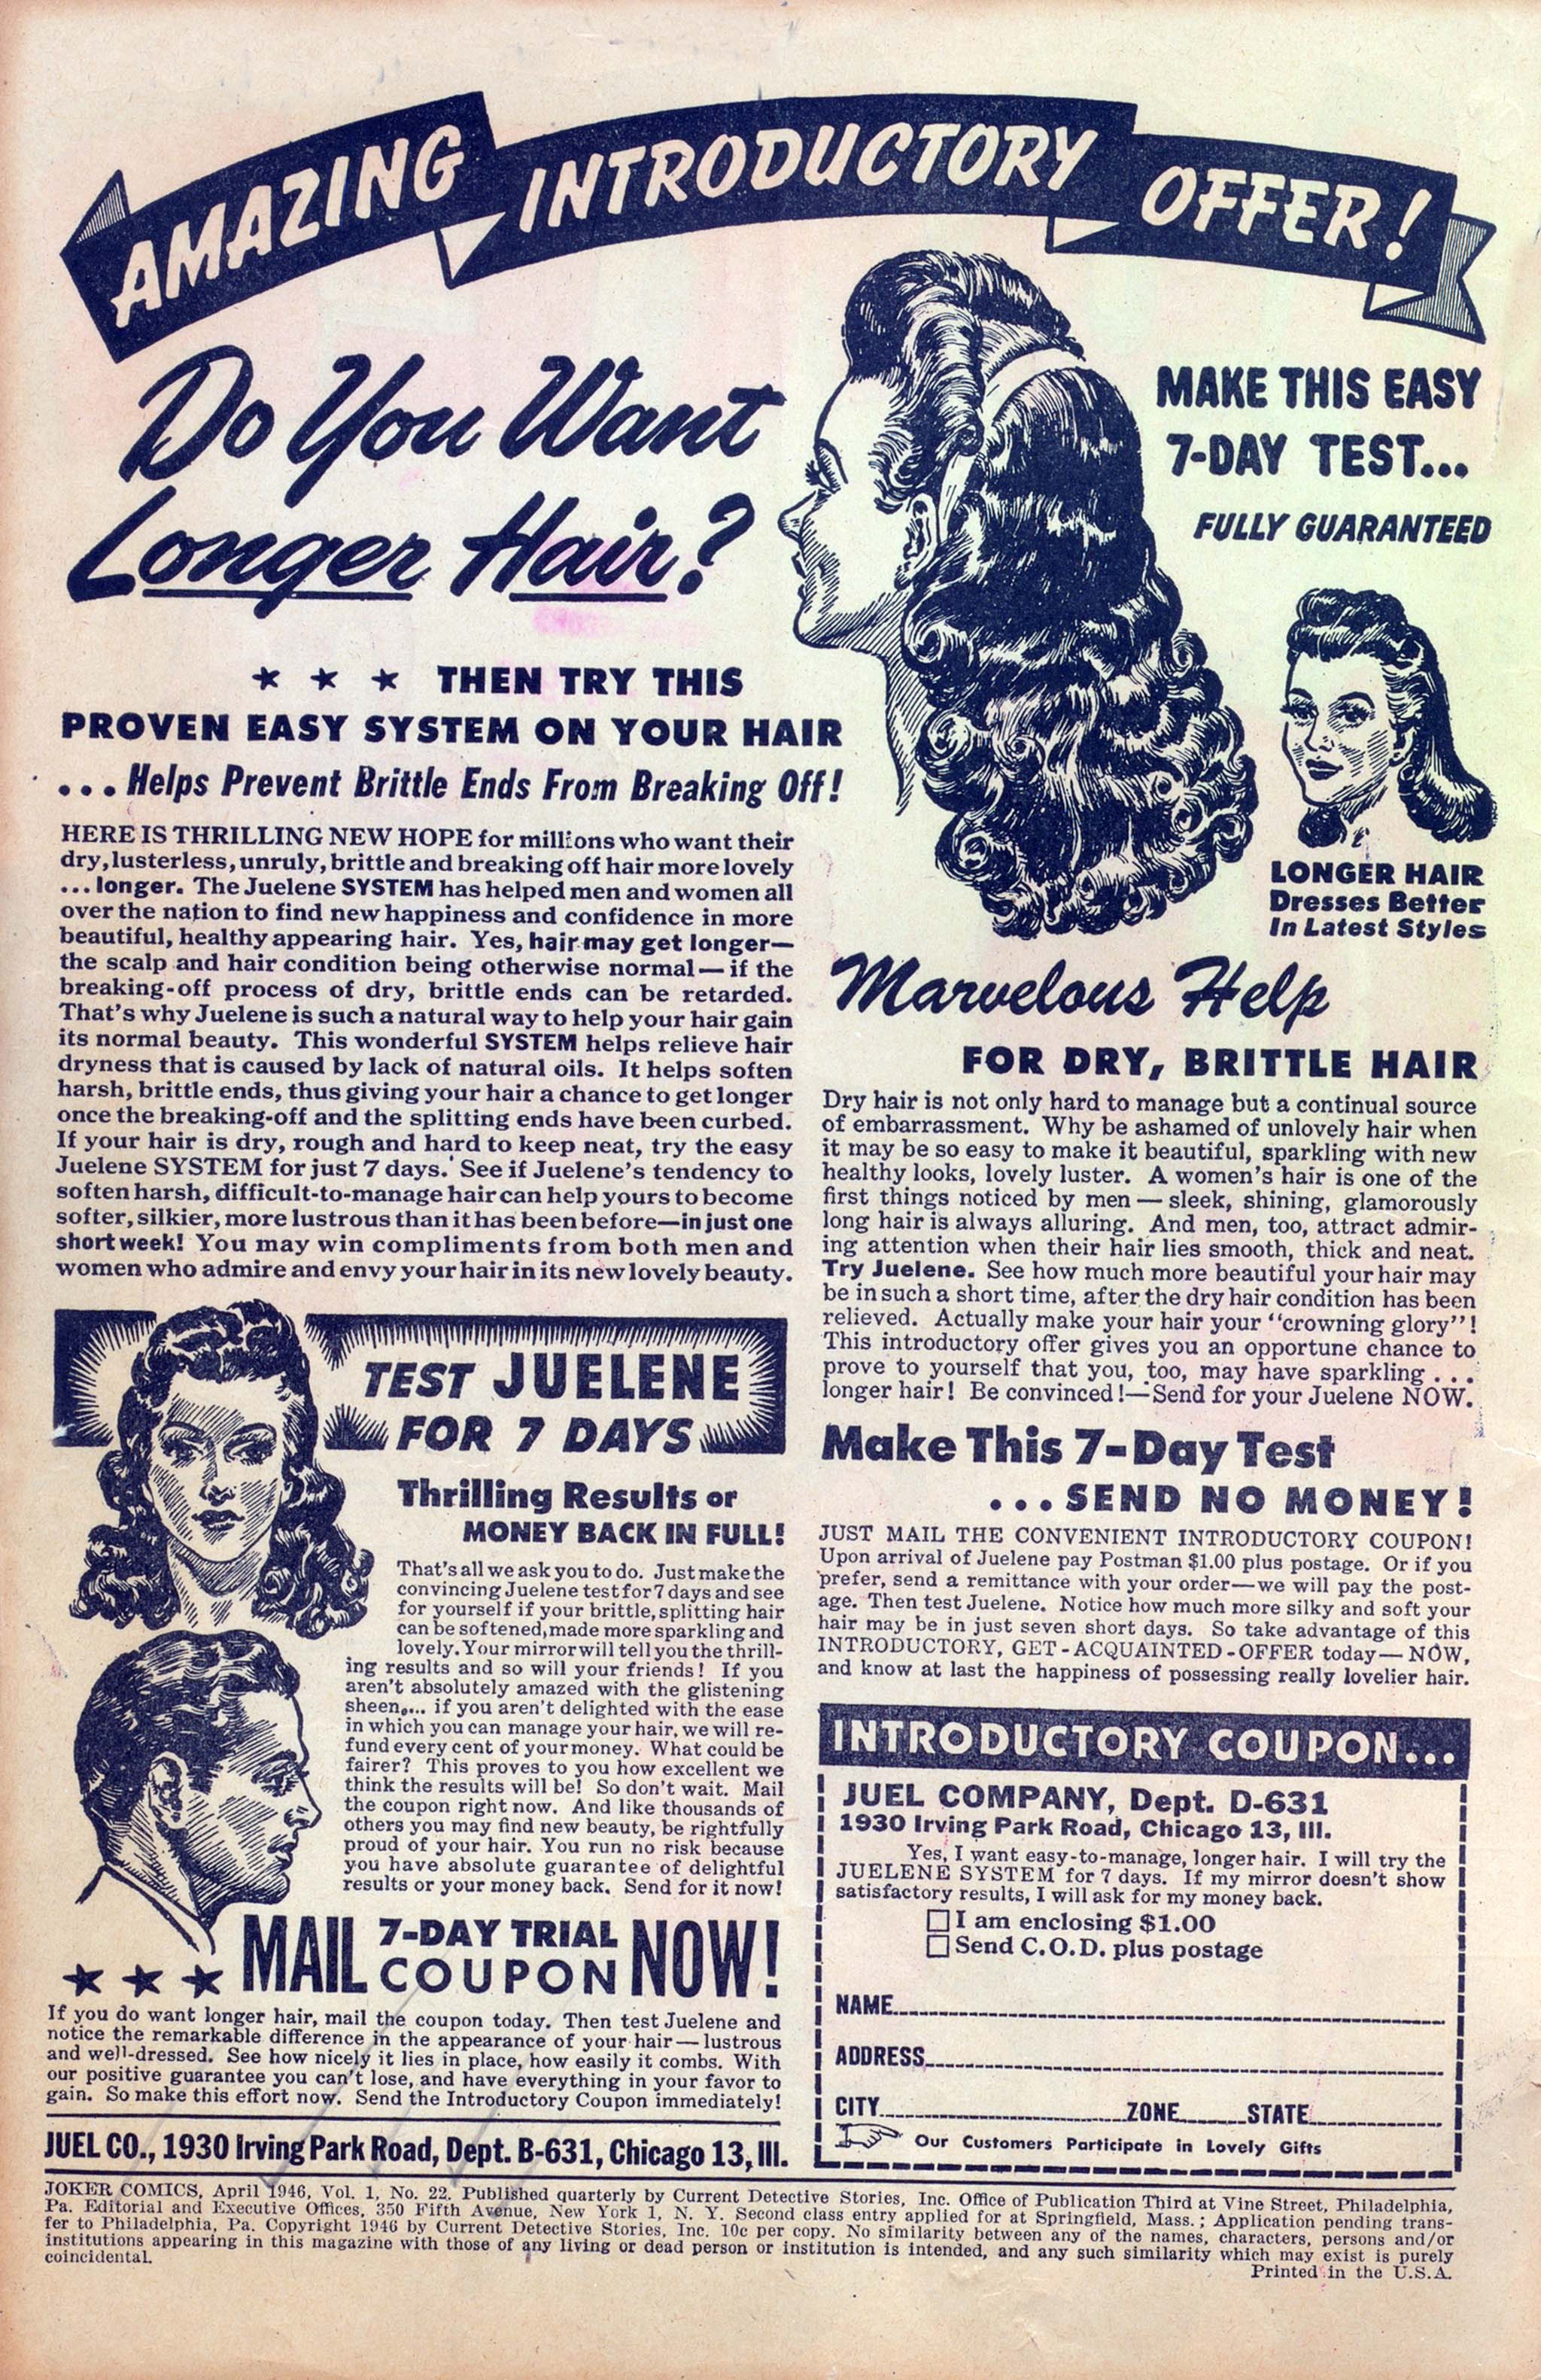 AMAZING INTRODUCTORY OFFER!
Do You Want
Longer Hair?
MAKE THIS EASY
7-DAY TEST...
FULLY GUARANTEED
★ ★ ★ THEN TRY THIS
PROVEN EASY SYSTEM ON YOUR HAIR
...Helps Prevent Brittle Ends From Breaking Off!
HERE IS THRILLING NEW HOPE for millions who want their
dry, lusterless, unruly, brittle and breaking off hair more lovely
...longer. The Juelene SYSTEM has helped men and women all
over the nation to find new happiness and confidence in more
beautiful, healthy appearing hair. Yes, hair may get longer—
the scalp and hair condition being otherwise normal—if the
breaking-off process of dry, brittle ends can be retarded.
That's why Juelene is such a natural way to help your hair gain
its normal beauty. This wonderful SYSTEM helps relieve hair
dryness that is caused by lack of natural oils. It helps soften
harsh, brittle ends, thus giving your hair a chance to get longer
once the breaking-off and the splitting ends have been curbed.
If your hair is dry, rough and hard to keep neat, try the easy
Juelene SYSTEM for just 7 days. See if Juelene's tendency to
soften harsh, difficult-to-manage hair can help yours to become
softer, silkier, more lustrous than it has been before—in just one
short week! You may win compliments from both men and
women who admire and envy your hair in its new lovely beauty.
LONGER HAIR
Dresses Better
In Latest Styles
Marvelous Help
FOR DRY, BRITTLE HAIR
Dry hair is not only hard to manage but a continual source
of embarrassment. Why be ashamed of unlovely hair when
it may be so easy to make it beautiful, sparkling with new
healthy looks, lovely luster. A women's hair is one of the
first things noticed by men—sleek, shining, glamorously
long hair is always alluring. And men, too, attract admir-
ing attention when their hair lies smooth, thick and neat.
Try Juelene. See how much more beautiful your hair may
be in such a short time, after the dry hair condition has been
relieved. Actually make your hair your "crowning glory"!
This introductory offer gives you an opportune chance to
prove to yourself that you, too, may have sparkling...
longer hair! Be convinced!—Send for your Juelene NOW.
TEST JUELENE
FOR 7 DAYS
Thrilling Results or
MONEY BACK IN FULL!
That's all we ask you to do. Just make the
convincing Juelene test for 7 days and see
for yourself if your brittle, splitting hair
can be softened, made more sparkling and
lovely. Your mirror will tell you the thrill-
ing results and so will your friends! If you
aren't absolutely amazed with the glistening
sheen.... if you aren't delighted with the ease
in which you can manage your hair, we will re-
fund every cent of your money. What could be
fairer? This proves to you how excellent we
think the results will be! So don't wait. Mail
the coupon right now. And like thousands of
others you may find new beauty, be rightfully
proud of your hair. You run no risk because
you have absolute guarantee of delightful
results or your money back. Send for it now!
★ ★ ★ MAIL 7-DAY TRIAL COUPON NOW!
If you do want longer hair, mail the coupon today. Then test Juelene and
notice the remarkable difference in the appearance of your hair—lustrous
and well-dressed. See how nicely it lies in place, how easily it combs. With
our positive guarantee you can't lose, and have everything in your favor to
gain. So make this effort now. Send the Introductory Coupon immediately!
JUEL CO., 1930 Irving Park Road, Dept. B-631, Chicago 13, Ill.
Make This 7-Day Test
...SEND NO MONEY!
JUST MAIL THE CONVENIENT INTRODUCTORY COUPON!
Upon arrival of Juelene pay Postman $1.00 plus postage. Or if you
prefer, send a remittance with your order—we will pay the post-
age. Then test Juelene. Notice how much more silky and soft your
hair may be in just seven short days. So take advantage of this
INTRODUCTORY, GET-ACQUAINTED-OFFER today—NOW,
and know at last the happiness of possessing really lovelier hair.
INTRODUCTORY COUPON...
JUEL COMPANY, Dept. D-631
1930 Irving Park Road, Chicago 13, Ill.
Yes, I want easy-to-manage, longer hair. I will try the
JUELENE SYSTEM for 7 days. If my mirror doesn't show
satisfactory results, I will ask for my money back.
□ I am enclosing $1.00
□ Send C.O.D. plus postage
NAME
ADDRESS
CITY ZONE STATE
Our Customers Participate in Lovely Gifts
JOKER COMICS, April 1946, Vol. 1, No. 22. Published quarterly by Current Detective Stories, Inc. Office of Publication Third at Vine Street, Philadelphia,
Pa. Editorial and Executive Offices, 350 Fifth Avenue, New York 1, N. Y. Second class entry applied for at Springfield, Mass.; Application pending trans-
fer to Philadelphia, Pa. Copyright 1946 by Current Detective Stories, Inc. 10c per copy. No similarity between any of the names, characters, persons and/or
institutions appearing in this magazine with those of any living or dead person or institution is intended, and any such similarity which may exist is purely
coincidental.
Printed in the U.S.A.